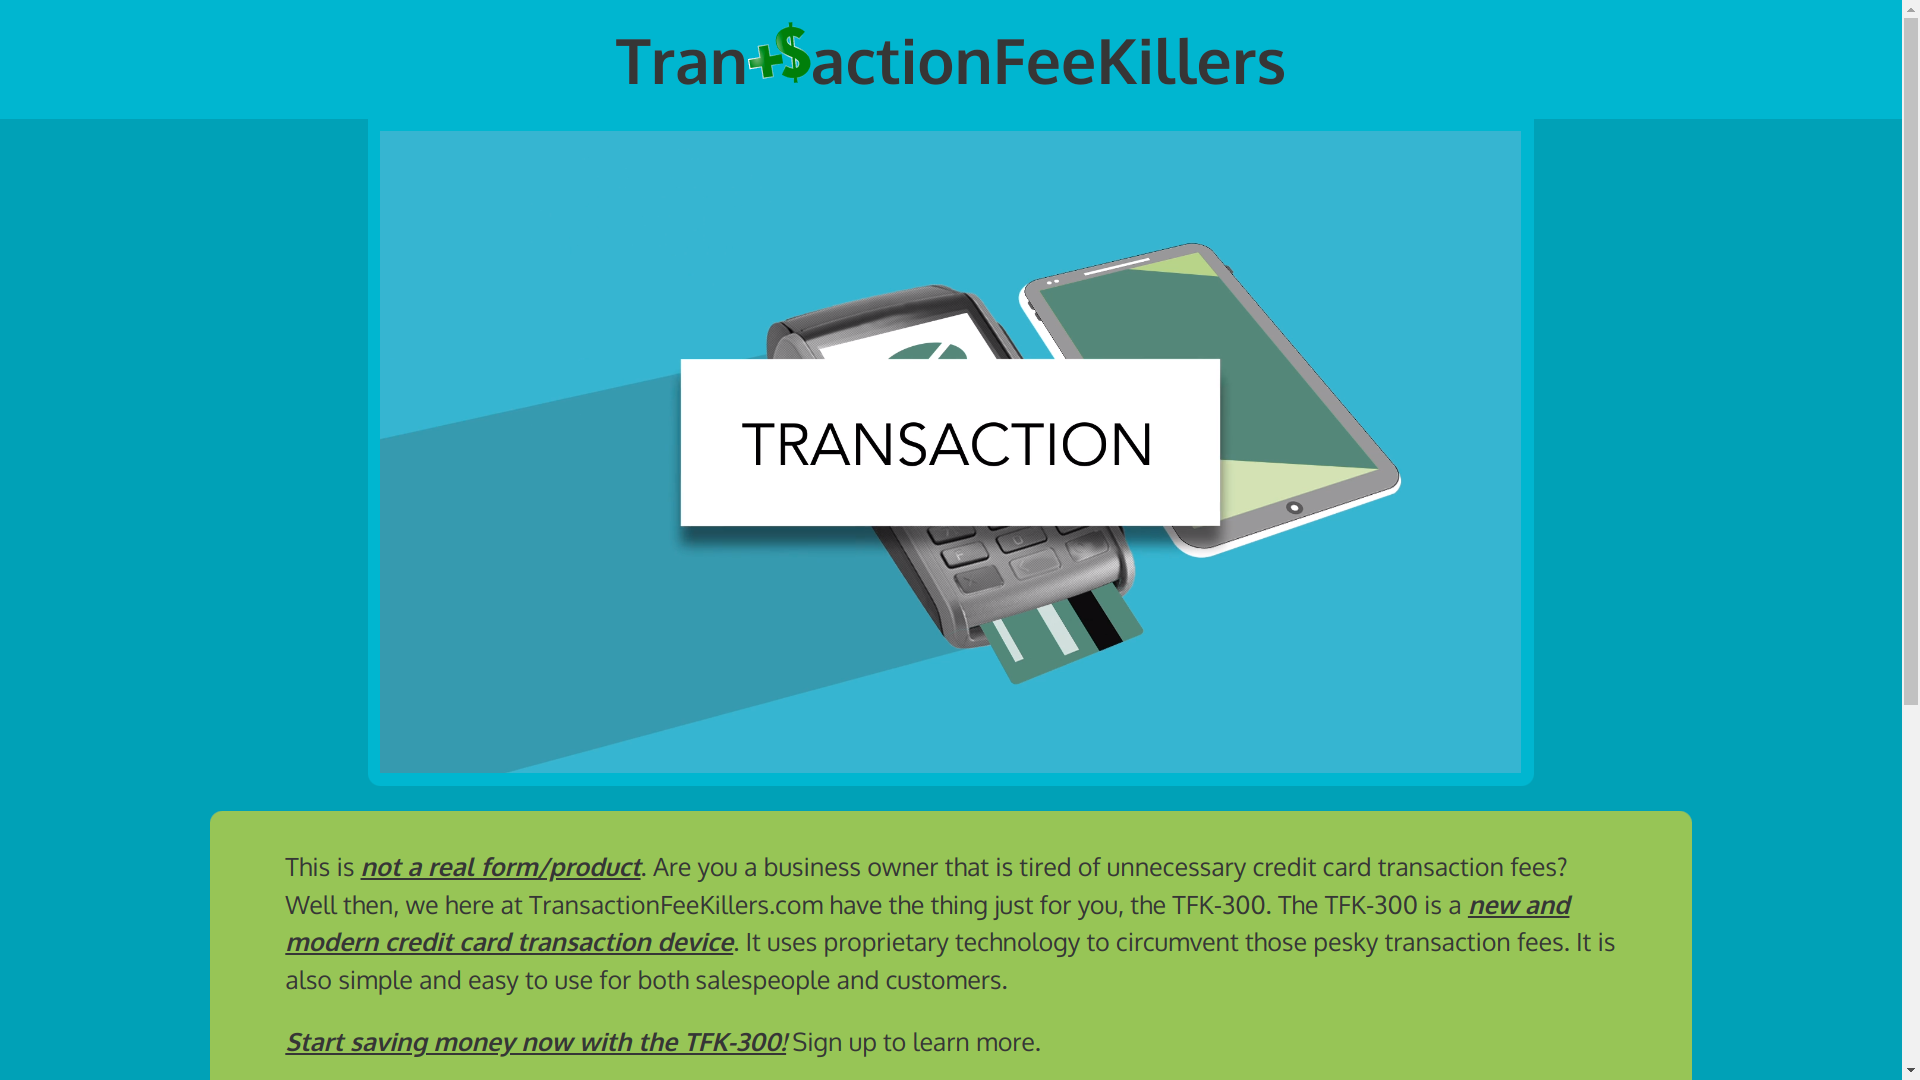 Tran$actionFeeKillers
TRANSACTION
This is not a real form/product. Are you a business owner that is tired of unnecessary credit card transaction fees?
Well then, we here at TransactionFeeKillers.com have the thing just for you, the TFK-300. The TFK-300 is a new and
modern credit card transaction device. It uses proprietary technology to circumvent those pesky transaction fees. It is
also simple and easy to use for both salespeople and customers.
Start saving money now with the TFK-300! Sign up to learn more.